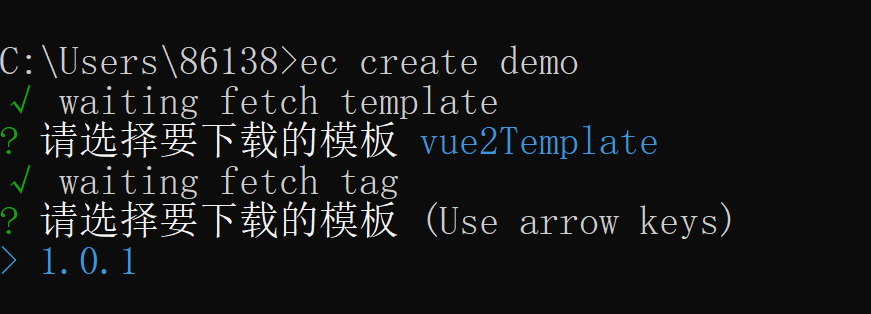 C:\Users\86138>ec create demo
√ waiting fetch template
? 请选择要下载的模板 vue2Template
√ waiting fetch tag
? 请选择要下载的模板 (Use arrow keys)
> 1.0.1